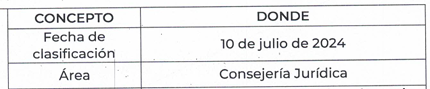 CONCEPTO DONDE
Fecha de
clasificación 10 de julio de 2024
Área Consejería Jurídica